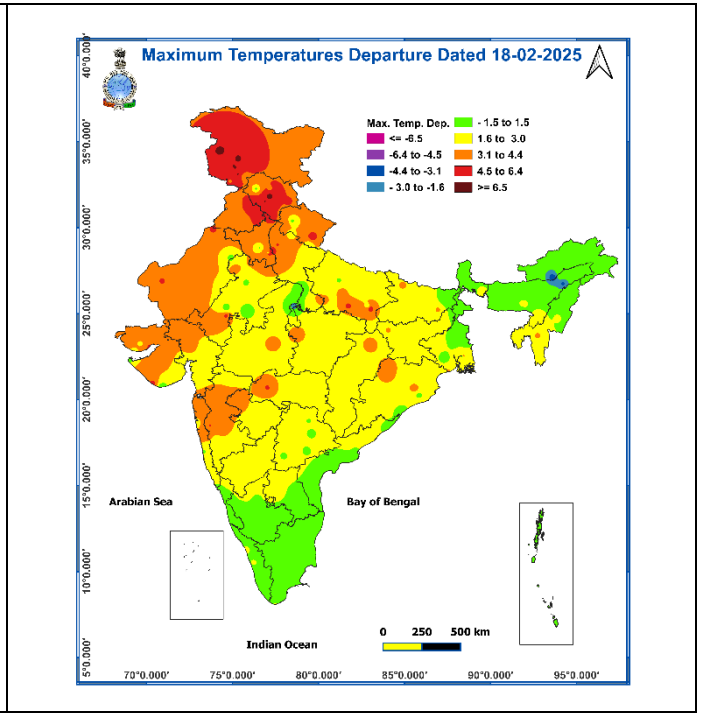 Maximum Temperatures Departure Dated 18-02-2025
Max. Temp. Dep.
<= -6.5
-6.4 to -4.5
-4.4 to -3.1
- 3.0 to -1.6
- 1.5 to 1.5
1.6 to 3.0
3.1 to 4.4
4.5 to 6.4
>= 6.5
40°0.000'
35°0.000'
30°0.000'
25°0.000'
20°0.000'
15°0.000'
10°0.000'
5°0.000'
Arabian Sea
Bay of Bengal
Indian Ocean
0 250 500 km
70°0.000' 75°0.000' 80°0.000' 85°0.000' 90°0.000' 95°0.000'